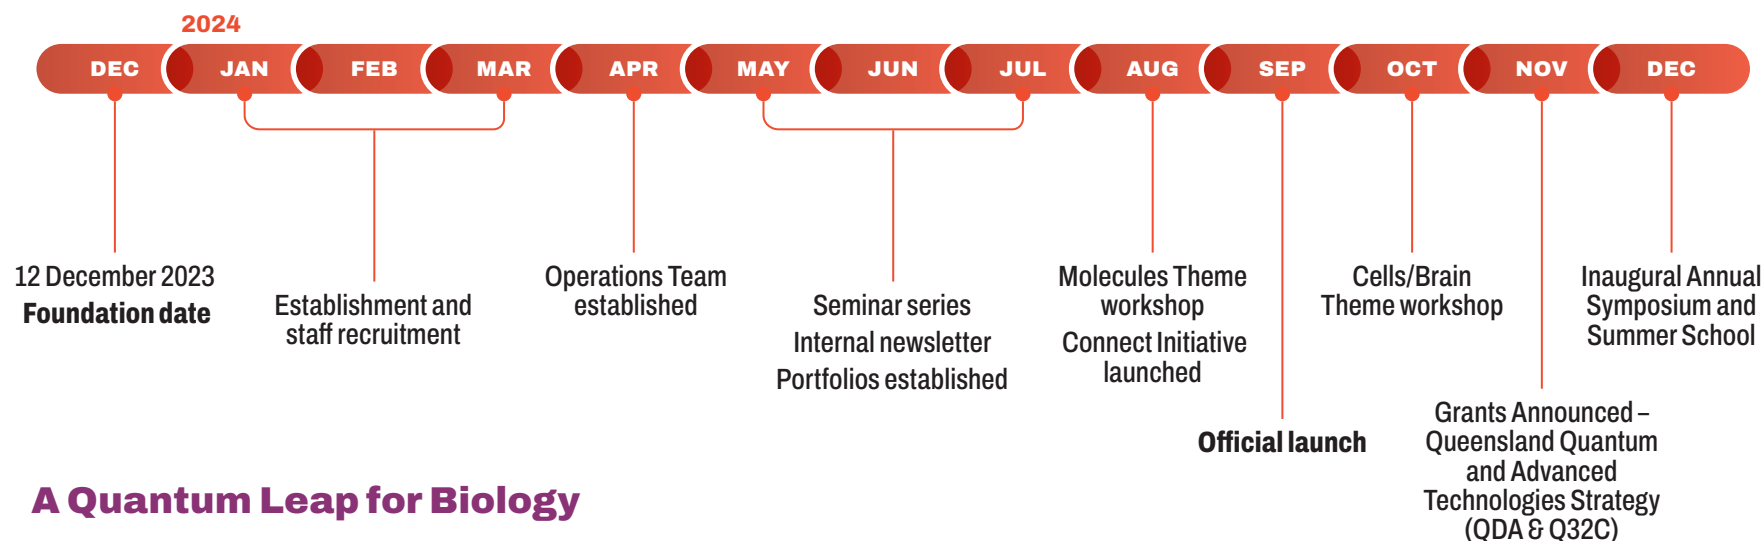 2024
DEC
JAN
FEB
MAR
APR
MAY
JUN
JUL
AUG
SEP
OCT
NOV
DEC
12 December 2023
Foundation date
Establishment and
staff recruitment
Operations Team
established
Seminar series
Internal newsletter
Portfolios established
Molecules Theme
workshop
Connect Initiative
launched
Official launch
Cells/Brain
Theme workshop
Grants Announced –
Queensland Quantum
and Advanced
Technologies Strategy
(QDA & Q32C)
Inaugural Annual
Symposium and
Summer School
A Quantum Leap for Biology